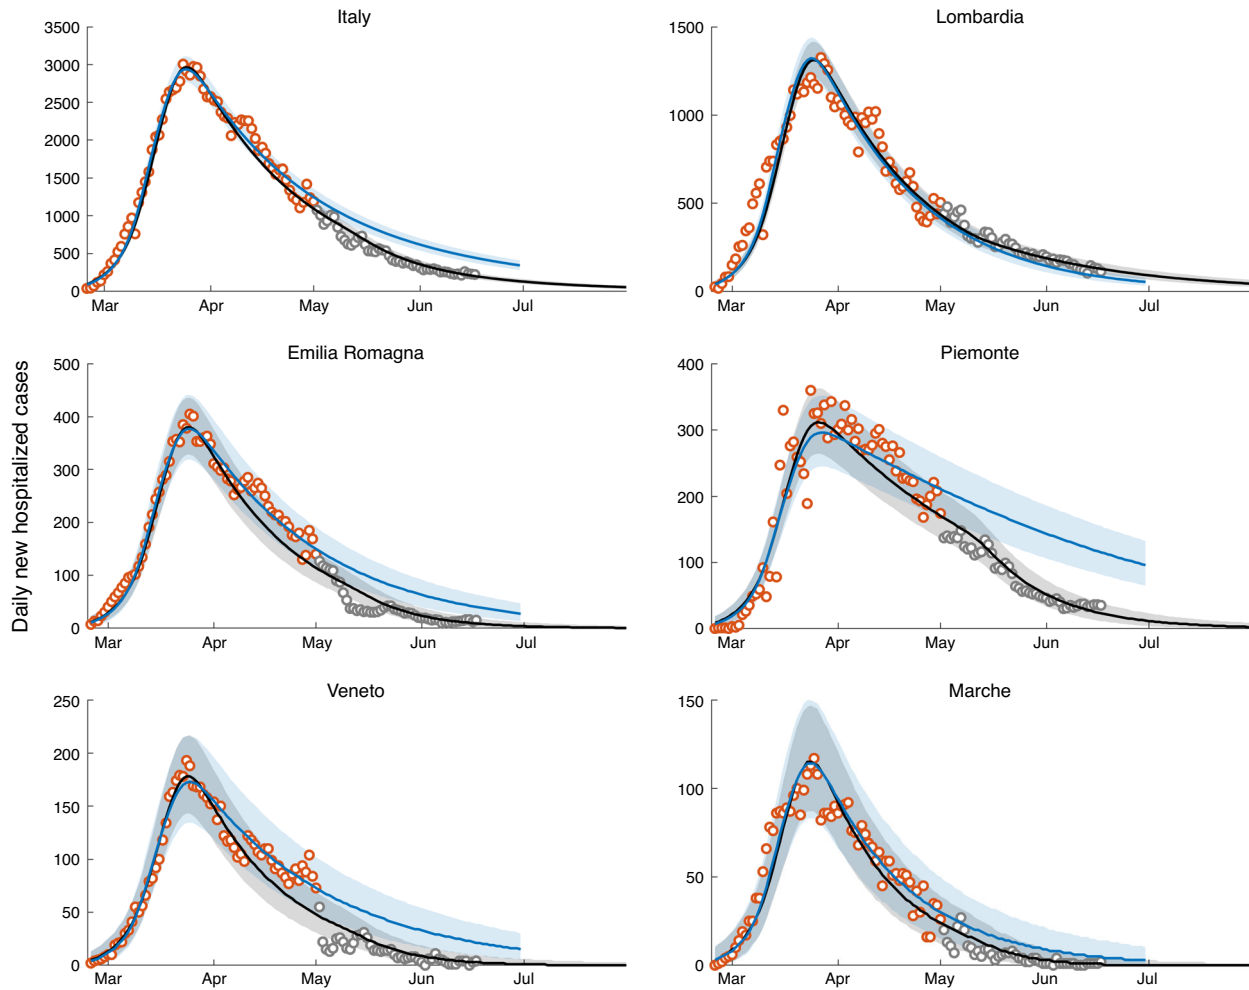 Daily new hospitalized cases
Italy
3500
3000
2500
2000
1500
1000
500
0
Mar Apr May Jun Jul
Lombardia
1500
1000
500
0
Mar Apr May Jun Jul
Emilia Romagna
500
400
300
200
100
0
Mar Apr May Jun Jul
Piemonte
400
300
200
100
0
Mar Apr May Jun Jul
Veneto
250
200
150
100
50
0
Mar Apr May Jun Jul
Marche
150
100
50
0
Mar Apr May Jun Jul